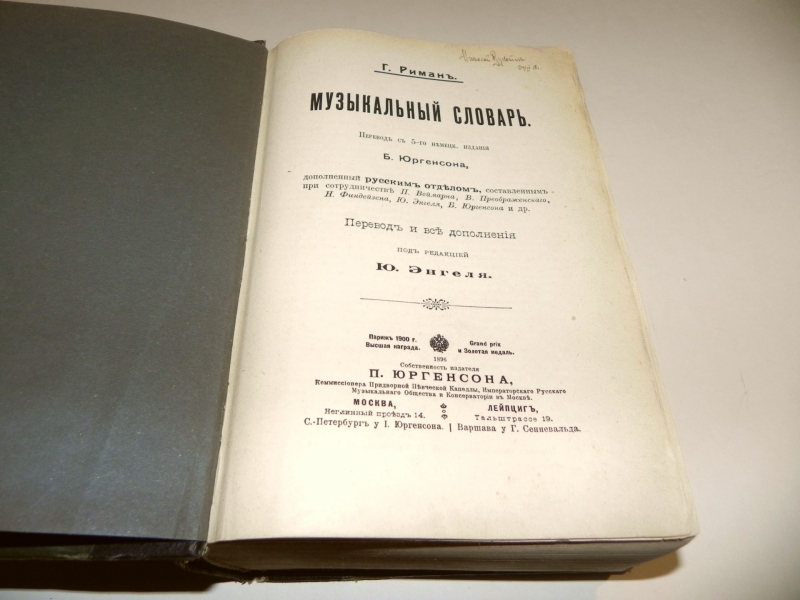 Г. Риманъ.
МУЗЫКАЛЬНЫЙ СЛОВАРЬ.
Переводъ съ 5-го нѣмецк. изданія
Б. Юргенсона,
дополненный русскимъ отдѣломъ, составленнымъ
при сотрудничествѣ П. Веймарна, В. Преображенскаго,
Н. Финдейзена, Ю. Энгеля, Б. Юргенсона и др.
Переводъ и всѣ дополненія
подъ редакціей
Ю. Энгеля.
Парижъ 1900 г. Grand prix
Высшая награда. и Золотая медаль.
1896
Собственность издателя
П. ЮРГЕНСОНА,
Коммиссіонера Придворной Пѣвческой Капеллы, Императорскаго Русскаго
Музыкальнаго Общества и Консерваторіи въ Москвѣ.
МОСКВА, ЛЕЙПЦИГЪ,
Неглинный проѣздъ 14. Тальштрассе 19.
С.-Петербургъ у І. Юргенсона. | Варшава у Г. Сенневальда.